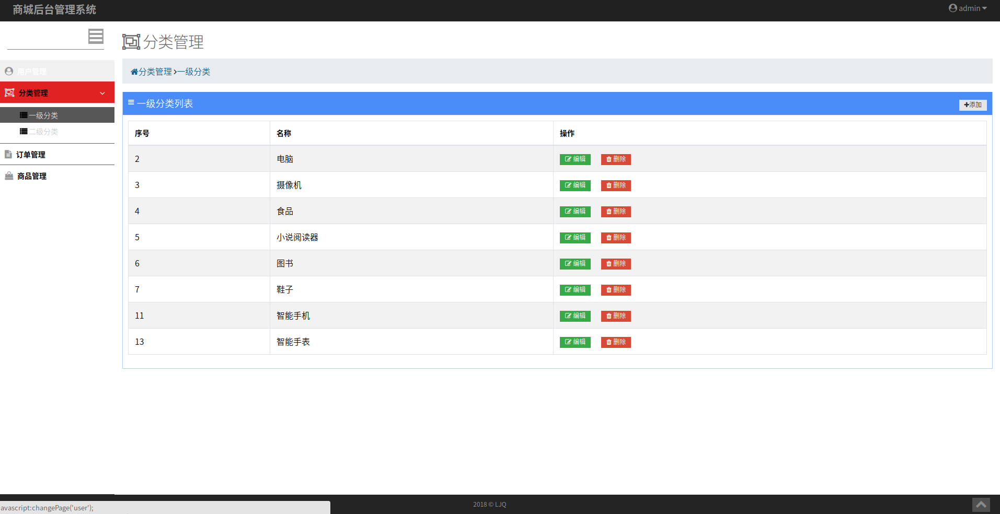 商城后台管理系统
admin
分类管理
用户管理
分类管理
一级分类
二级分类
订单管理
商品管理
分类管理 一级分类
一级分类列表
添加
序号 名称 操作
2 电脑 编辑 删除
3 摄像机 编辑 删除
4 食品 编辑 删除
5 小说阅读器 编辑 删除
6 图书 编辑 删除
7 鞋子 编辑 删除
11 智能手机 编辑 删除
13 智能手表 编辑 删除
avascript:changePage('user');
2018 © LJQ